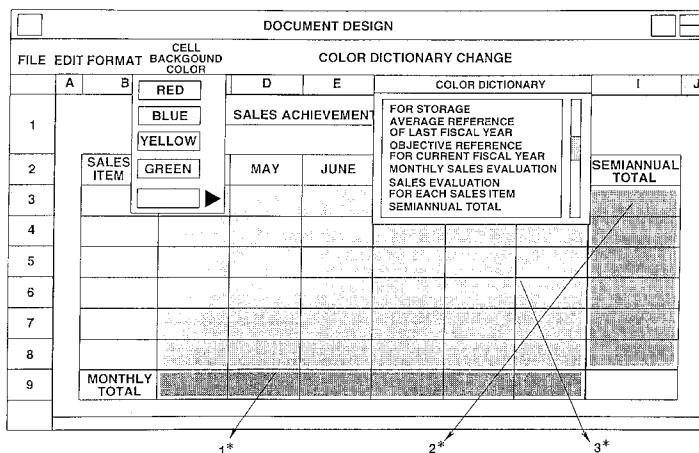 DOCUMENT DESIGN
CELL
FILE EDIT FORMAT BACKGOUND COLOR DICTIONARY CHANGE
COLOR
A B D E COLOR DICTIONARY I J
RED
BLUE
YELLOW
GREEN
1 SALES ACHIEVEMENT
FOR STORAGE
AVERAGE REFERENCE
OF LAST FISCAL YEAR
OBJECTIVE REFERENCE
FOR CURRENT FISCAL YEAR
MONTHLY SALES EVALUATION
SALES EVALUATION
FOR EACH SALES ITEM
SEMIANNUAL TOTAL
2 SALES ITEM MAY JUNE SEMIANNUAL TOTAL
3
4
5
6
7
8
9 MONTHLY TOTAL
1* 2* 3*